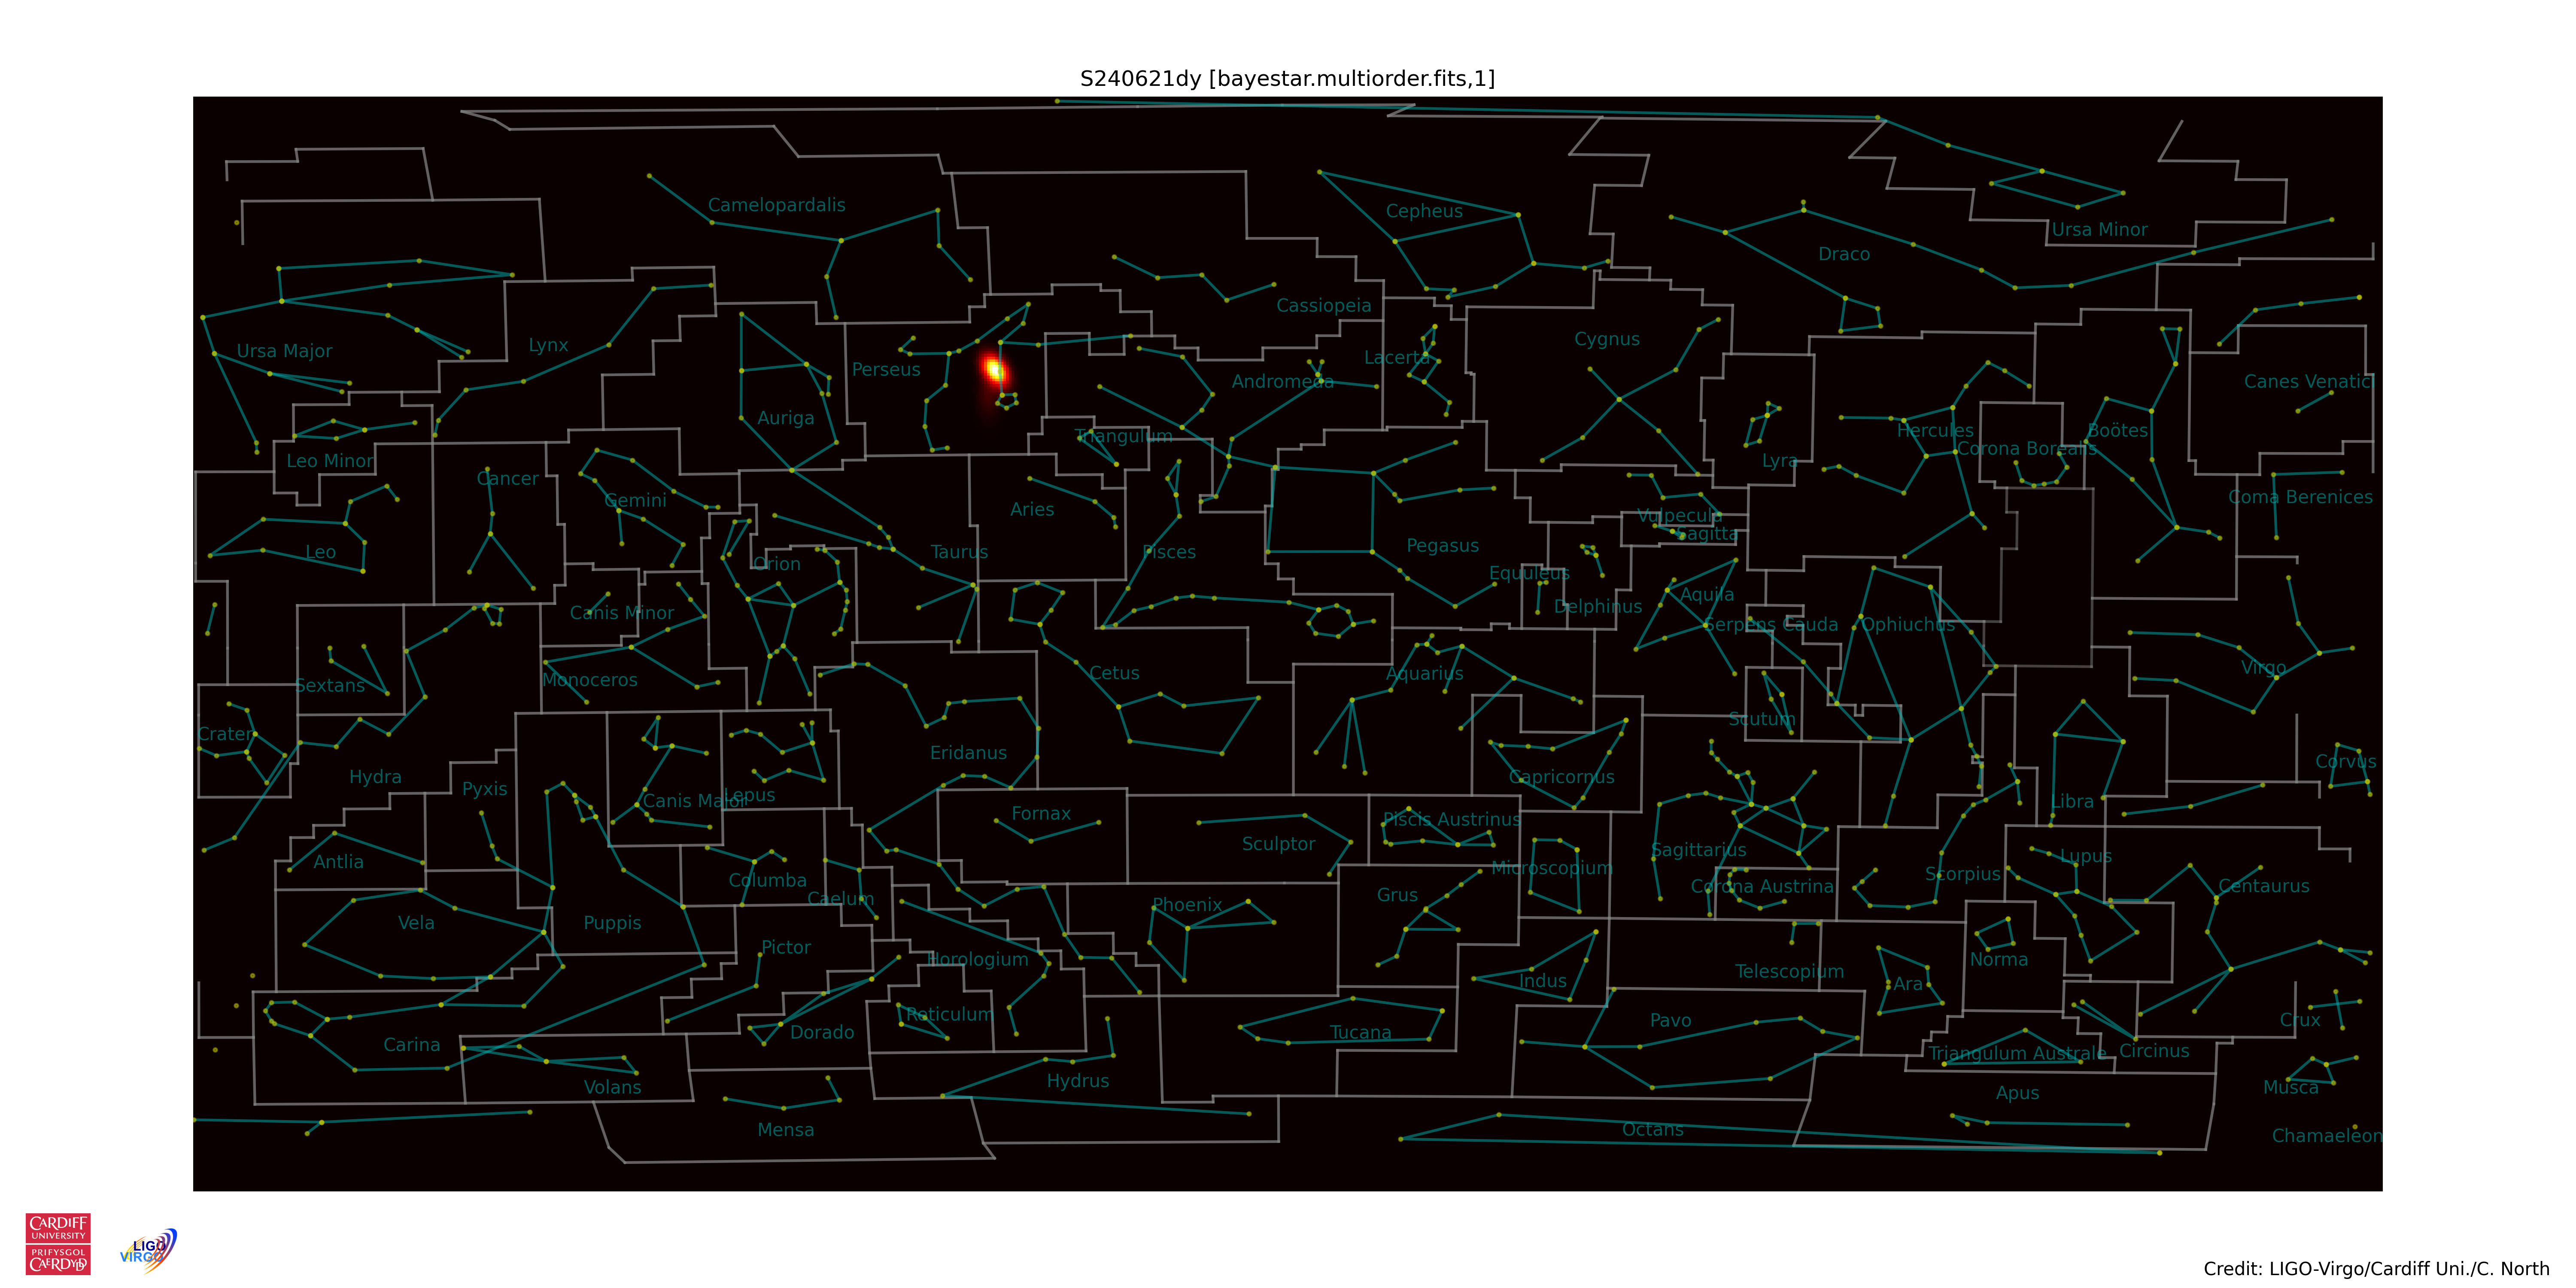 S240621dy [bayestar.multiorder.fits,1]
Camelopardalis
Cepheus
Ursa Minor
Draco
Cassiopeia
Ursa Major
Lynx
Perseus
Lacerta
Cygnus
Andromeda
Canes Venatici
Auriga
Triangulum
Hercules
Boötes
Corona Borealis
Leo Minor
Lyra
Cancer
Gemini
Coma Berenices
Aries
Vulpecula
Sagitta
Leo
Orion
Taurus
Pisces
Pegasus
Equuleus
Delphinus
Aquila
Canis Minor
Serpens Cauda
Ophiuchus
Sextans
Monoceros
Cetus
Aquarius
Virgo
Crater
Scutum
Eridanus
Hydra
Pyxis
Capricornus
Corvus
Canis Major
Lepus
Libra
Fornax
Piscis Austrinus
Sculptor
Sagittarius
Antlia
Lupus
Microscopium
Columba
Caelum
Corona Austrina
Scorpius
Centaurus
Grus
Phoenix
Vela
Puppis
Pictor
Horologium
Norma
Telescopium
Indus
Ara
Reticulum
Dorado
Tucana
Pavo
Crux
Carina
Triangulum Australe
Circinus
Volans
Hydrus
Apus
Musca
Mensa
Octans
Chamaeleon
CARDIFF
UNIVERSITY
PRIFYSGOL
CAERDYDD
LIGO
VIRGO
Credit: LIGO-Virgo/Cardiff Uni./C. North